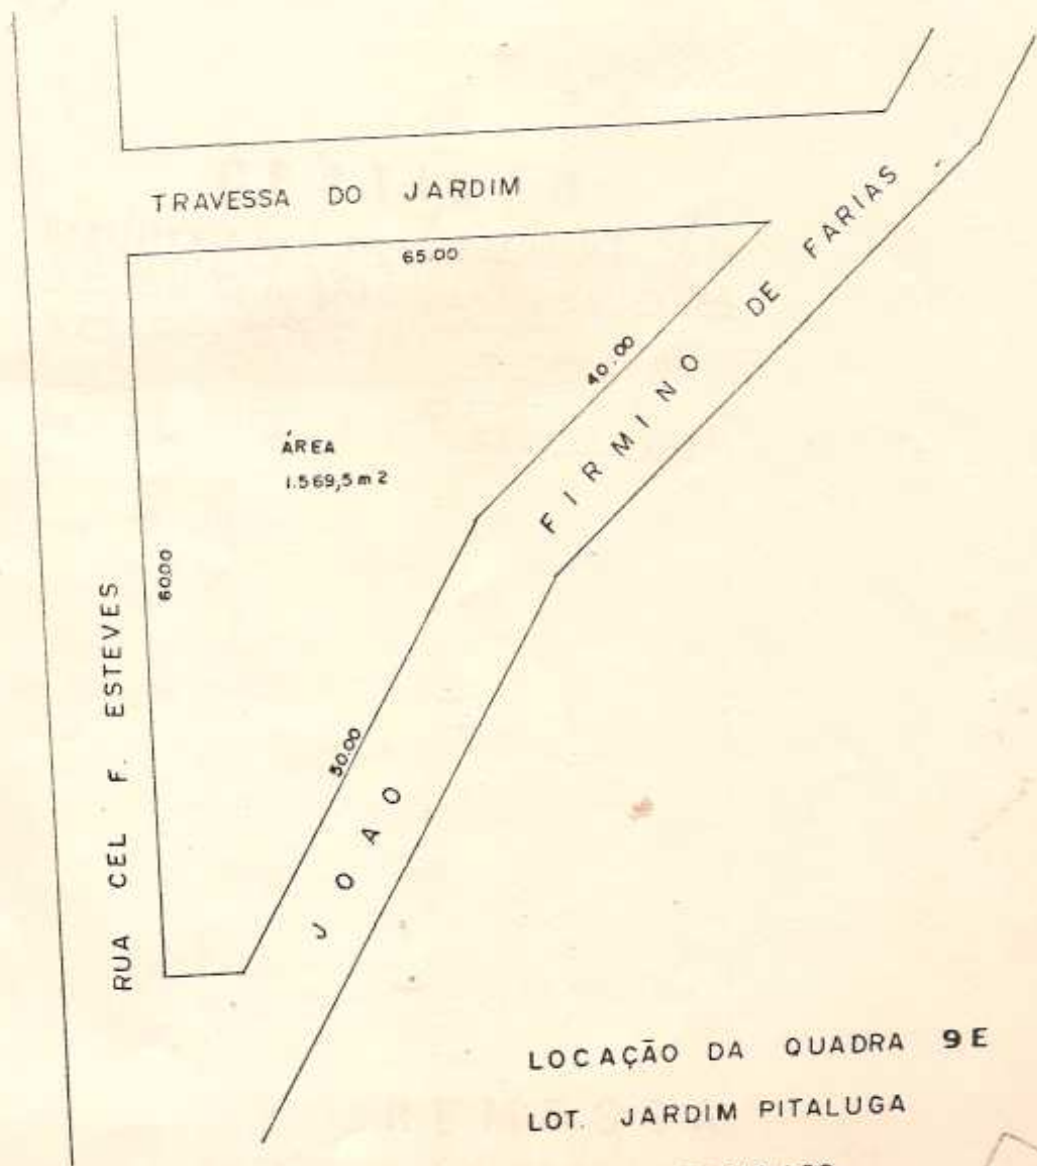 TRAVESSA DO JARDIM
65.00
JOAO FIRMINO DE FARIAS
40.00
ÁREA
1.569,5 m2
60.00
50.00
RUA CEL F. ESTEVES
LOCAÇÃO DA QUADRA 9E
LOT. JARDIM PITALUGA